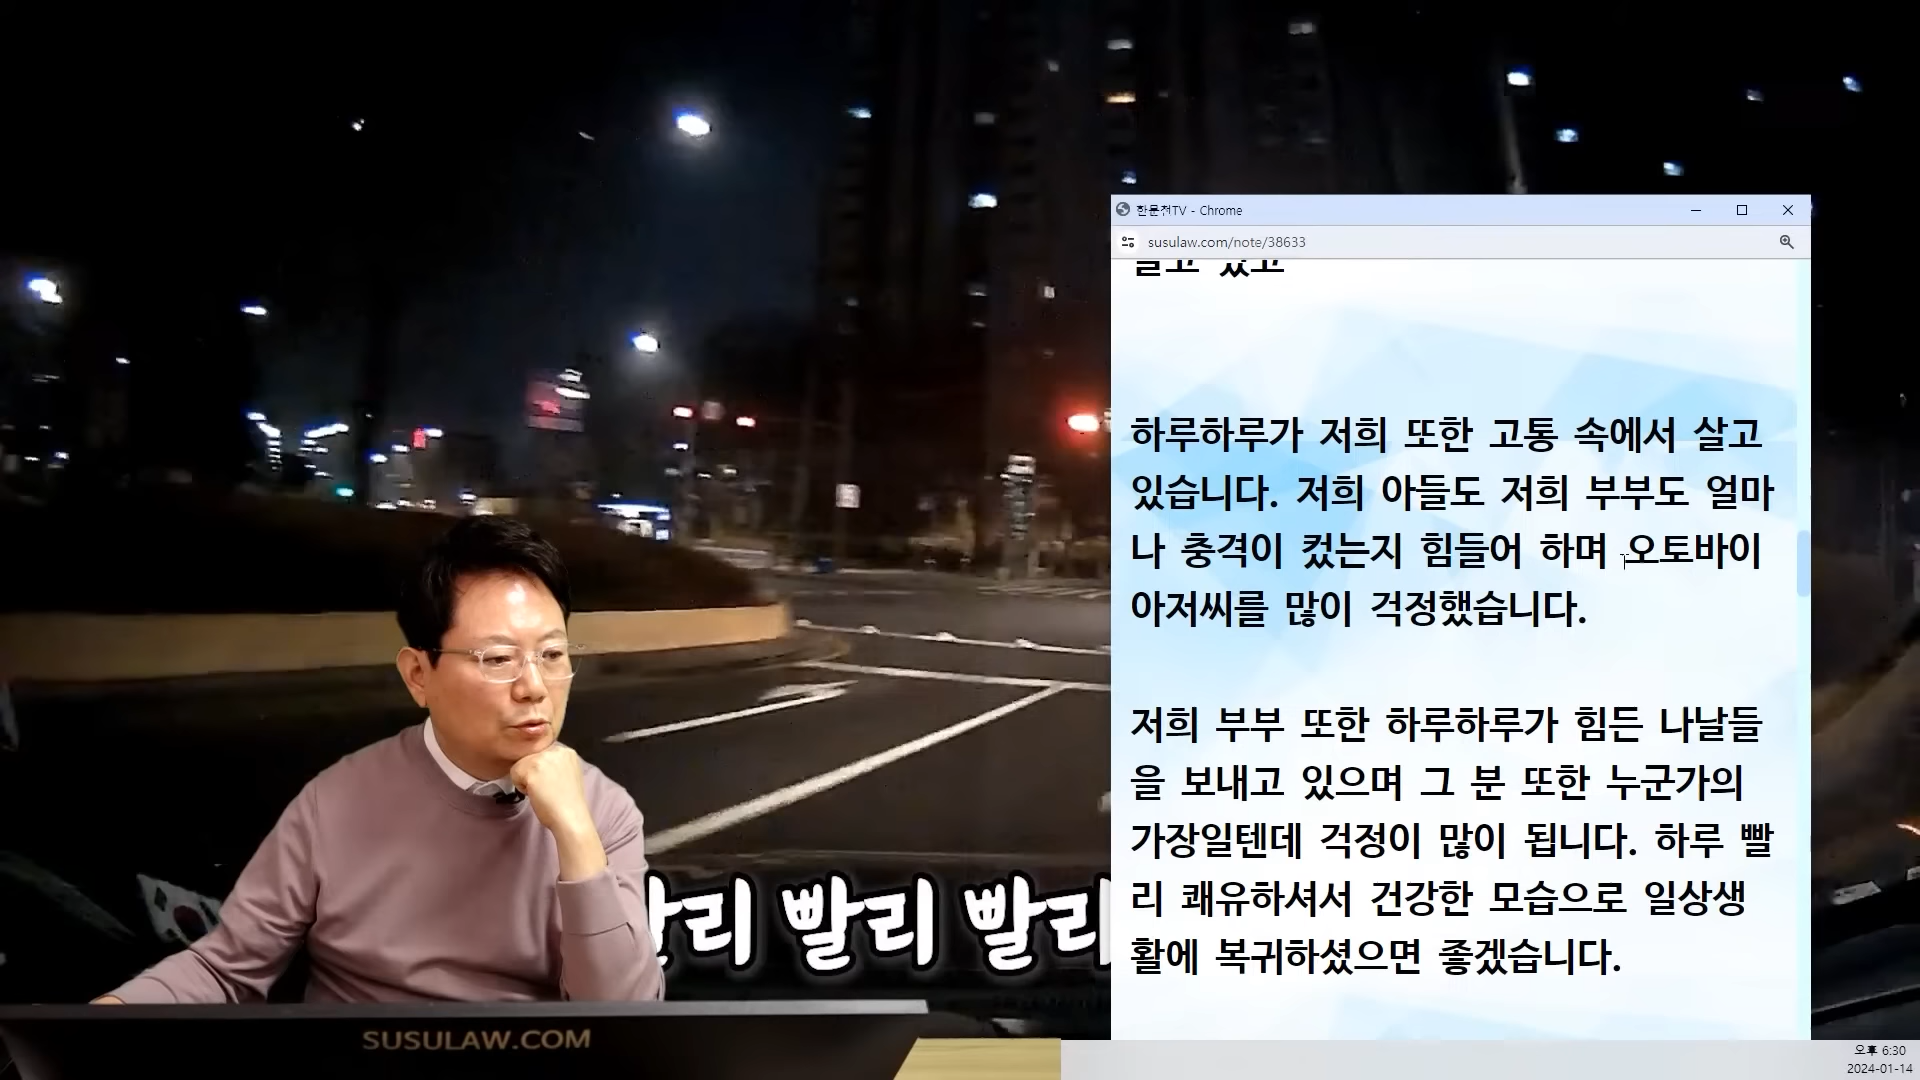 한문철TV - Chrome
susulaw.com/note/38633
살고 있고
하루하루가 저희 또한 고통 속에서 살고
있습니다. 저희 아들도 저희 부부도 얼마
나 충격이 컸는지 힘들어 하며 오토바이
아저씨를 많이 걱정했습니다.
저희 부부 또한 하루하루가 힘든 나날들
을 보내고 있으며 그 분 또한 누군가의
가장일텐데 걱정이 많이 됩니다. 하루 빨
리 쾌유하셔서 건강한 모습으로 일상생
활에 복귀하셨으면 좋겠습니다.
빨리 빨리 빨리
SUSULAW.COM
오후 6:30
2024-01-14